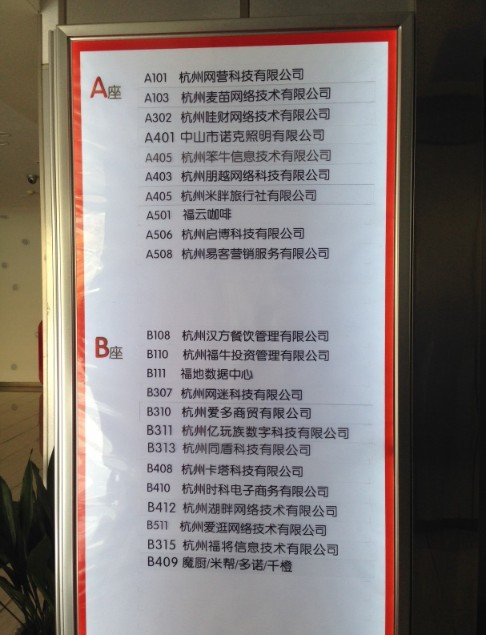 A座
A101 杭州网营科技有限公司
A103 杭州麦苗网络技术有限公司
A302 杭州哇财网络技术有限公司
A401 中山市诺克照明有限公司
A405 杭州笨牛信息技术有限公司
A403 杭州朋越网络科技有限公司
A405 杭州米胖旅行社有限公司
A501 福云咖啡
A506 杭州启博科技有限公司
A508 杭州易客营销服务有限公司
B座
B108 杭州汉方餐饮管理有限公司
B110 杭州福牛投资管理有限公司
B111 福地数据中心
B307 杭州网迷科技有限公司
B310 杭州爱多商贸有限公司
B311 杭州亿玩族数字科技有限公司
B313 杭州同盾科技有限公司
B408 杭州卡塔科技有限公司
B410 杭州时科电子商务有限公司
B412 杭州湖畔网络技术有限公司
B511 杭州爱逛网络技术有限公司
B315 杭州福将信息技术有限公司
B409 魔厨/米帮/多诺/千橙